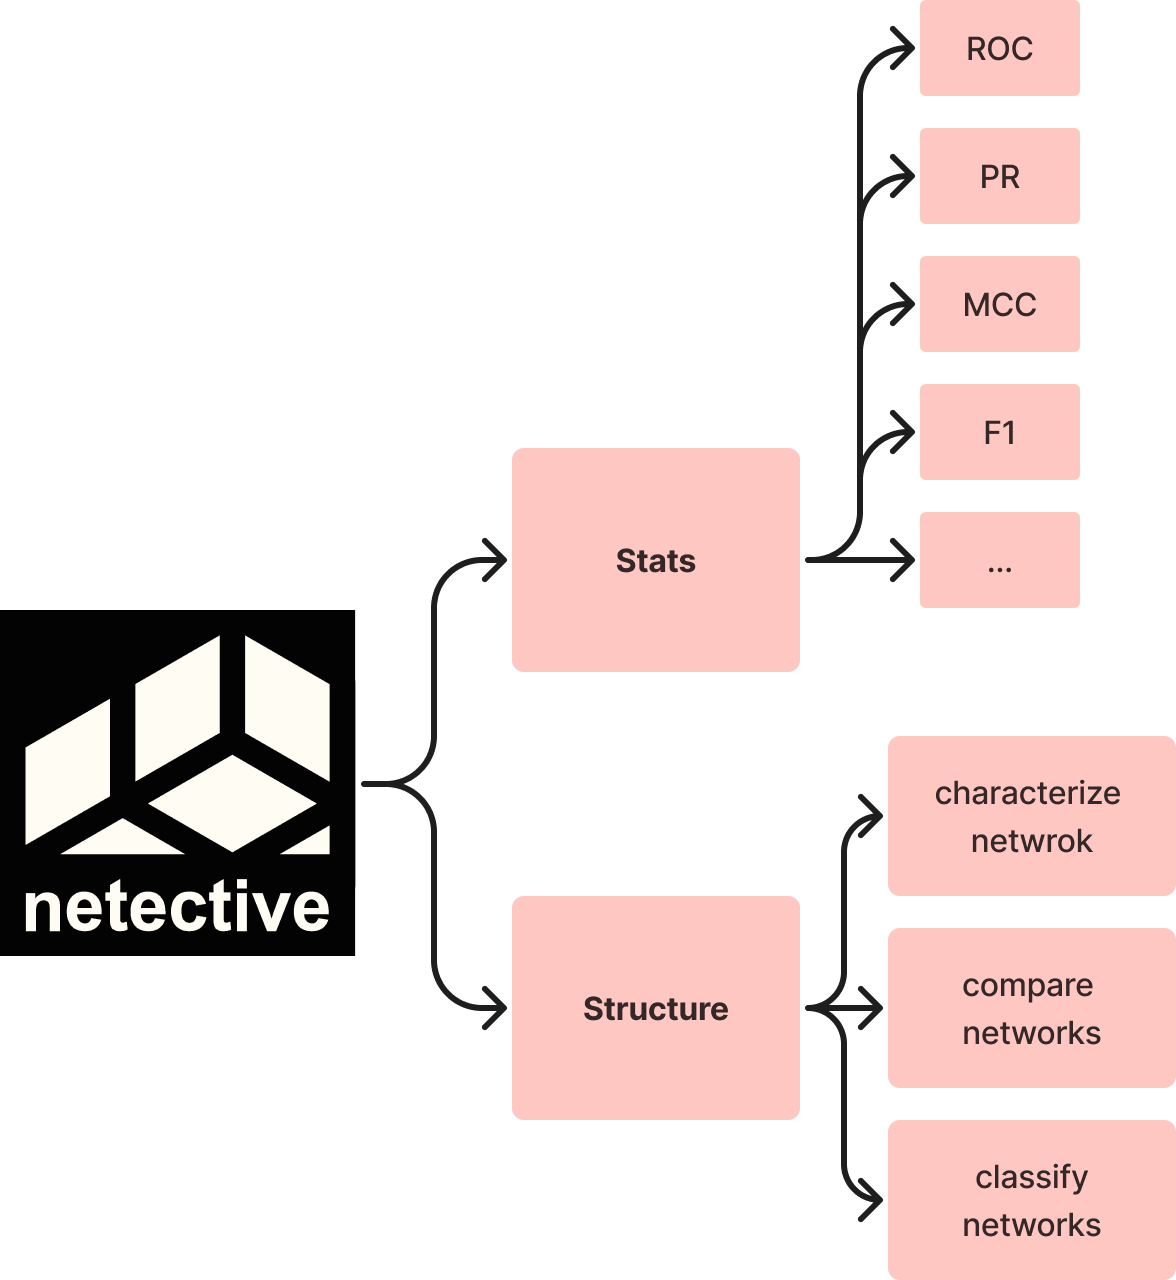 ROC
PR
MCC
F1
...
Stats
netective
Structure
characterize
netwrok
compare
networks
classify
networks